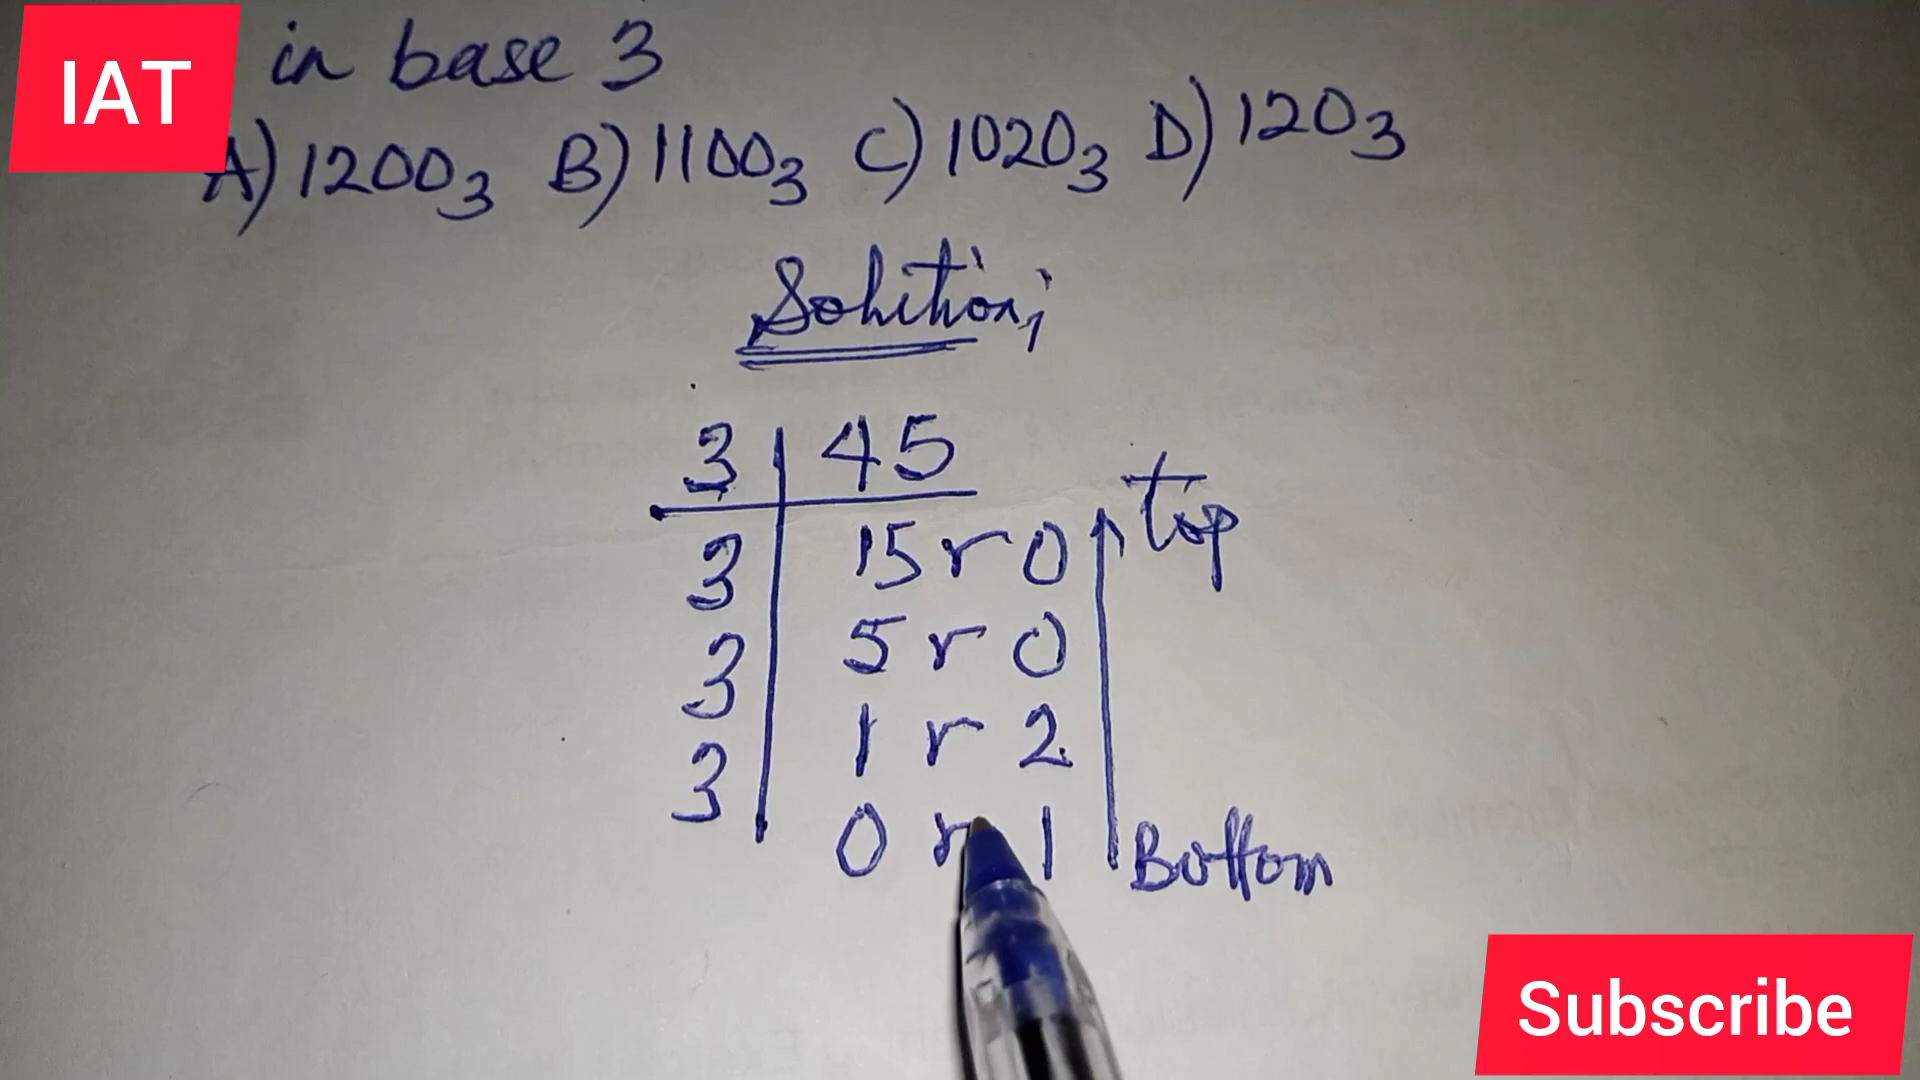 IAT
in base 3
A) 1200₃ B) 1100₃ C) 1020₃ D) 120₃
Solution;
3 | 45
3 | 15 r 0 Top
3 | 5 r 0
3 | 1 r 2
0 r 1 Bottom
Subscribe